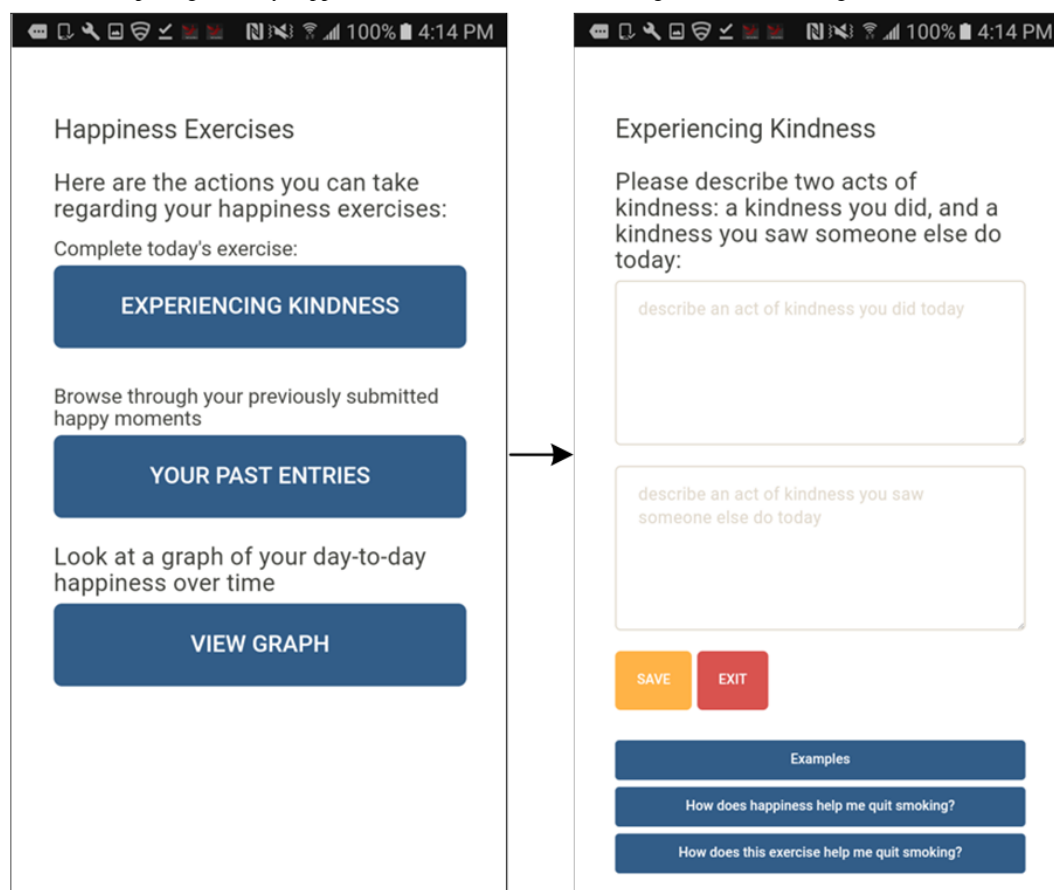 100% 4:14 PM
Happiness Exercises
Here are the actions you can take
regarding your happiness exercises:
Complete today's exercise:
EXPERIENCING KINDNESS
Browse through your previously submitted
happy moments
YOUR PAST ENTRIES
Look at a graph of your day-to-day
happiness over time
VIEW GRAPH
100% 4:14 PM
Experiencing Kindness
Please describe two acts of
kindness: a kindness you did, and a
kindness you saw someone else do
today:
describe an act of kindness you did today
describe an act of kindness you saw
someone else do today
SAVE EXIT
Examples
How does happiness help me quit smoking?
How does this exercise help me quit smoking?